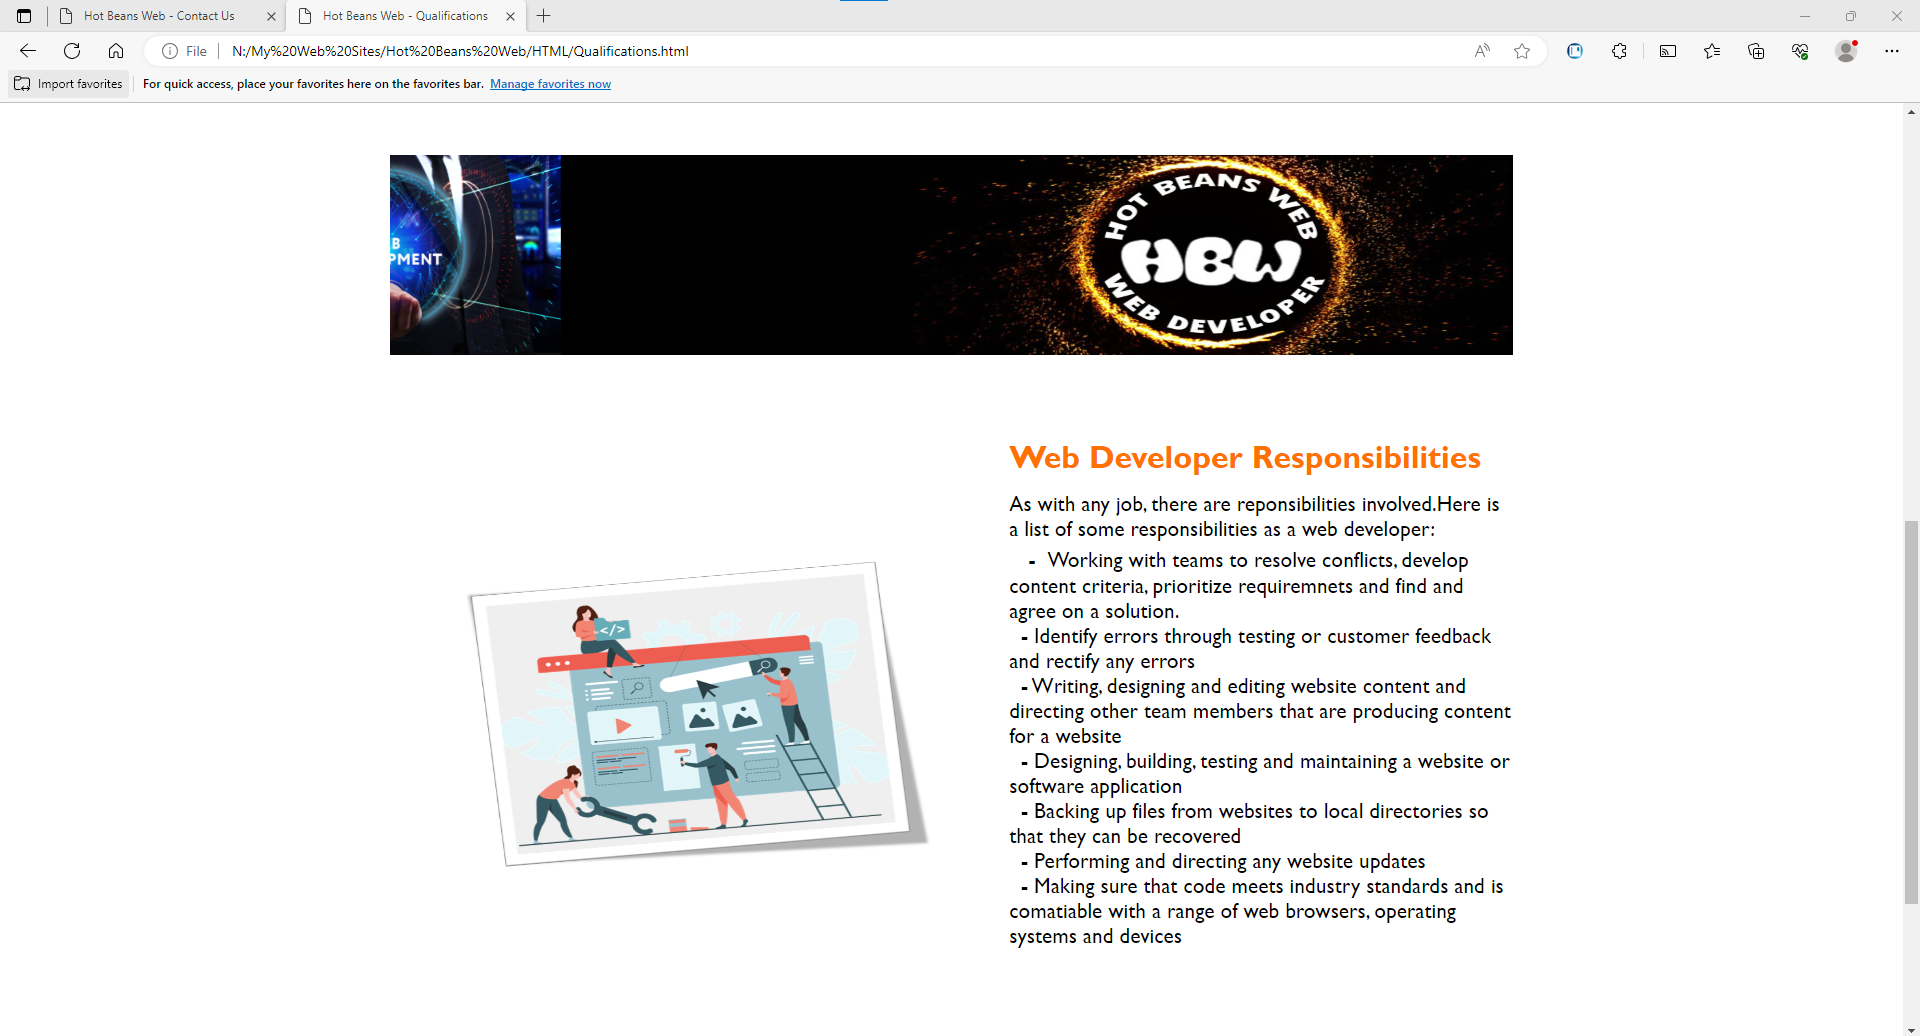 Hot Beans Web - Contact Us
Hot Beans Web - Qualifications
File
N:/My%20Web%20Sites/Hot%20Beans%20Web/HTML/Qualifications.html
Import favorites
For quick access, place your favorites here on the favorites bar. Manage favorites now
B
PMENT
HOT BEANS WEB
HBW
WEB DEVELOPER
Web Developer Responsibilities
As with any job, there are reponsibilities involved.Here is
a list of some responsibilities as a web developer:
- Working with teams to resolve conflicts, develop
content criteria, prioritize requiremnets and find and
agree on a solution.
- Identify errors through testing or customer feedback
and rectify any errors
- Writing, designing and editing website content and
directing other team members that are producing content
for a website
- Designing, building, testing and maintaining a website or
software application
- Backing up files from websites to local directories so
that they can be recovered
- Performing and directing any website updates
- Making sure that code meets industry standards and is
comatiable with a range of web browsers, operating
systems and devices
</>